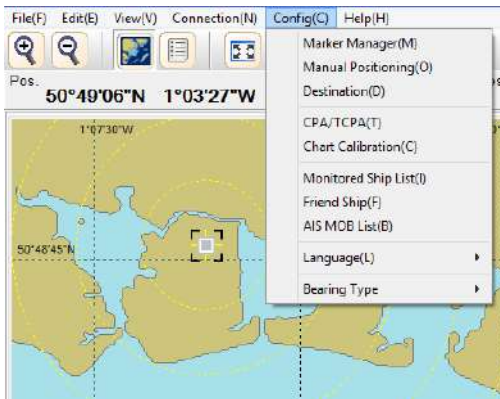 File(F) Edit(E) View(V) Connection(N) Config(C) Help(H)
Pos.
50°49'06"N 1°03'27"W
Marker Manager(M)
Manual Positioning(O)
Destination(D)
CPA/TCPA(T)
Chart Calibration(C)
Monitored Ship List(I)
Friend Ship(F)
AIS MOB List(B)
Language(L)
Bearing Type
1°07'30"W
50°48'45"N